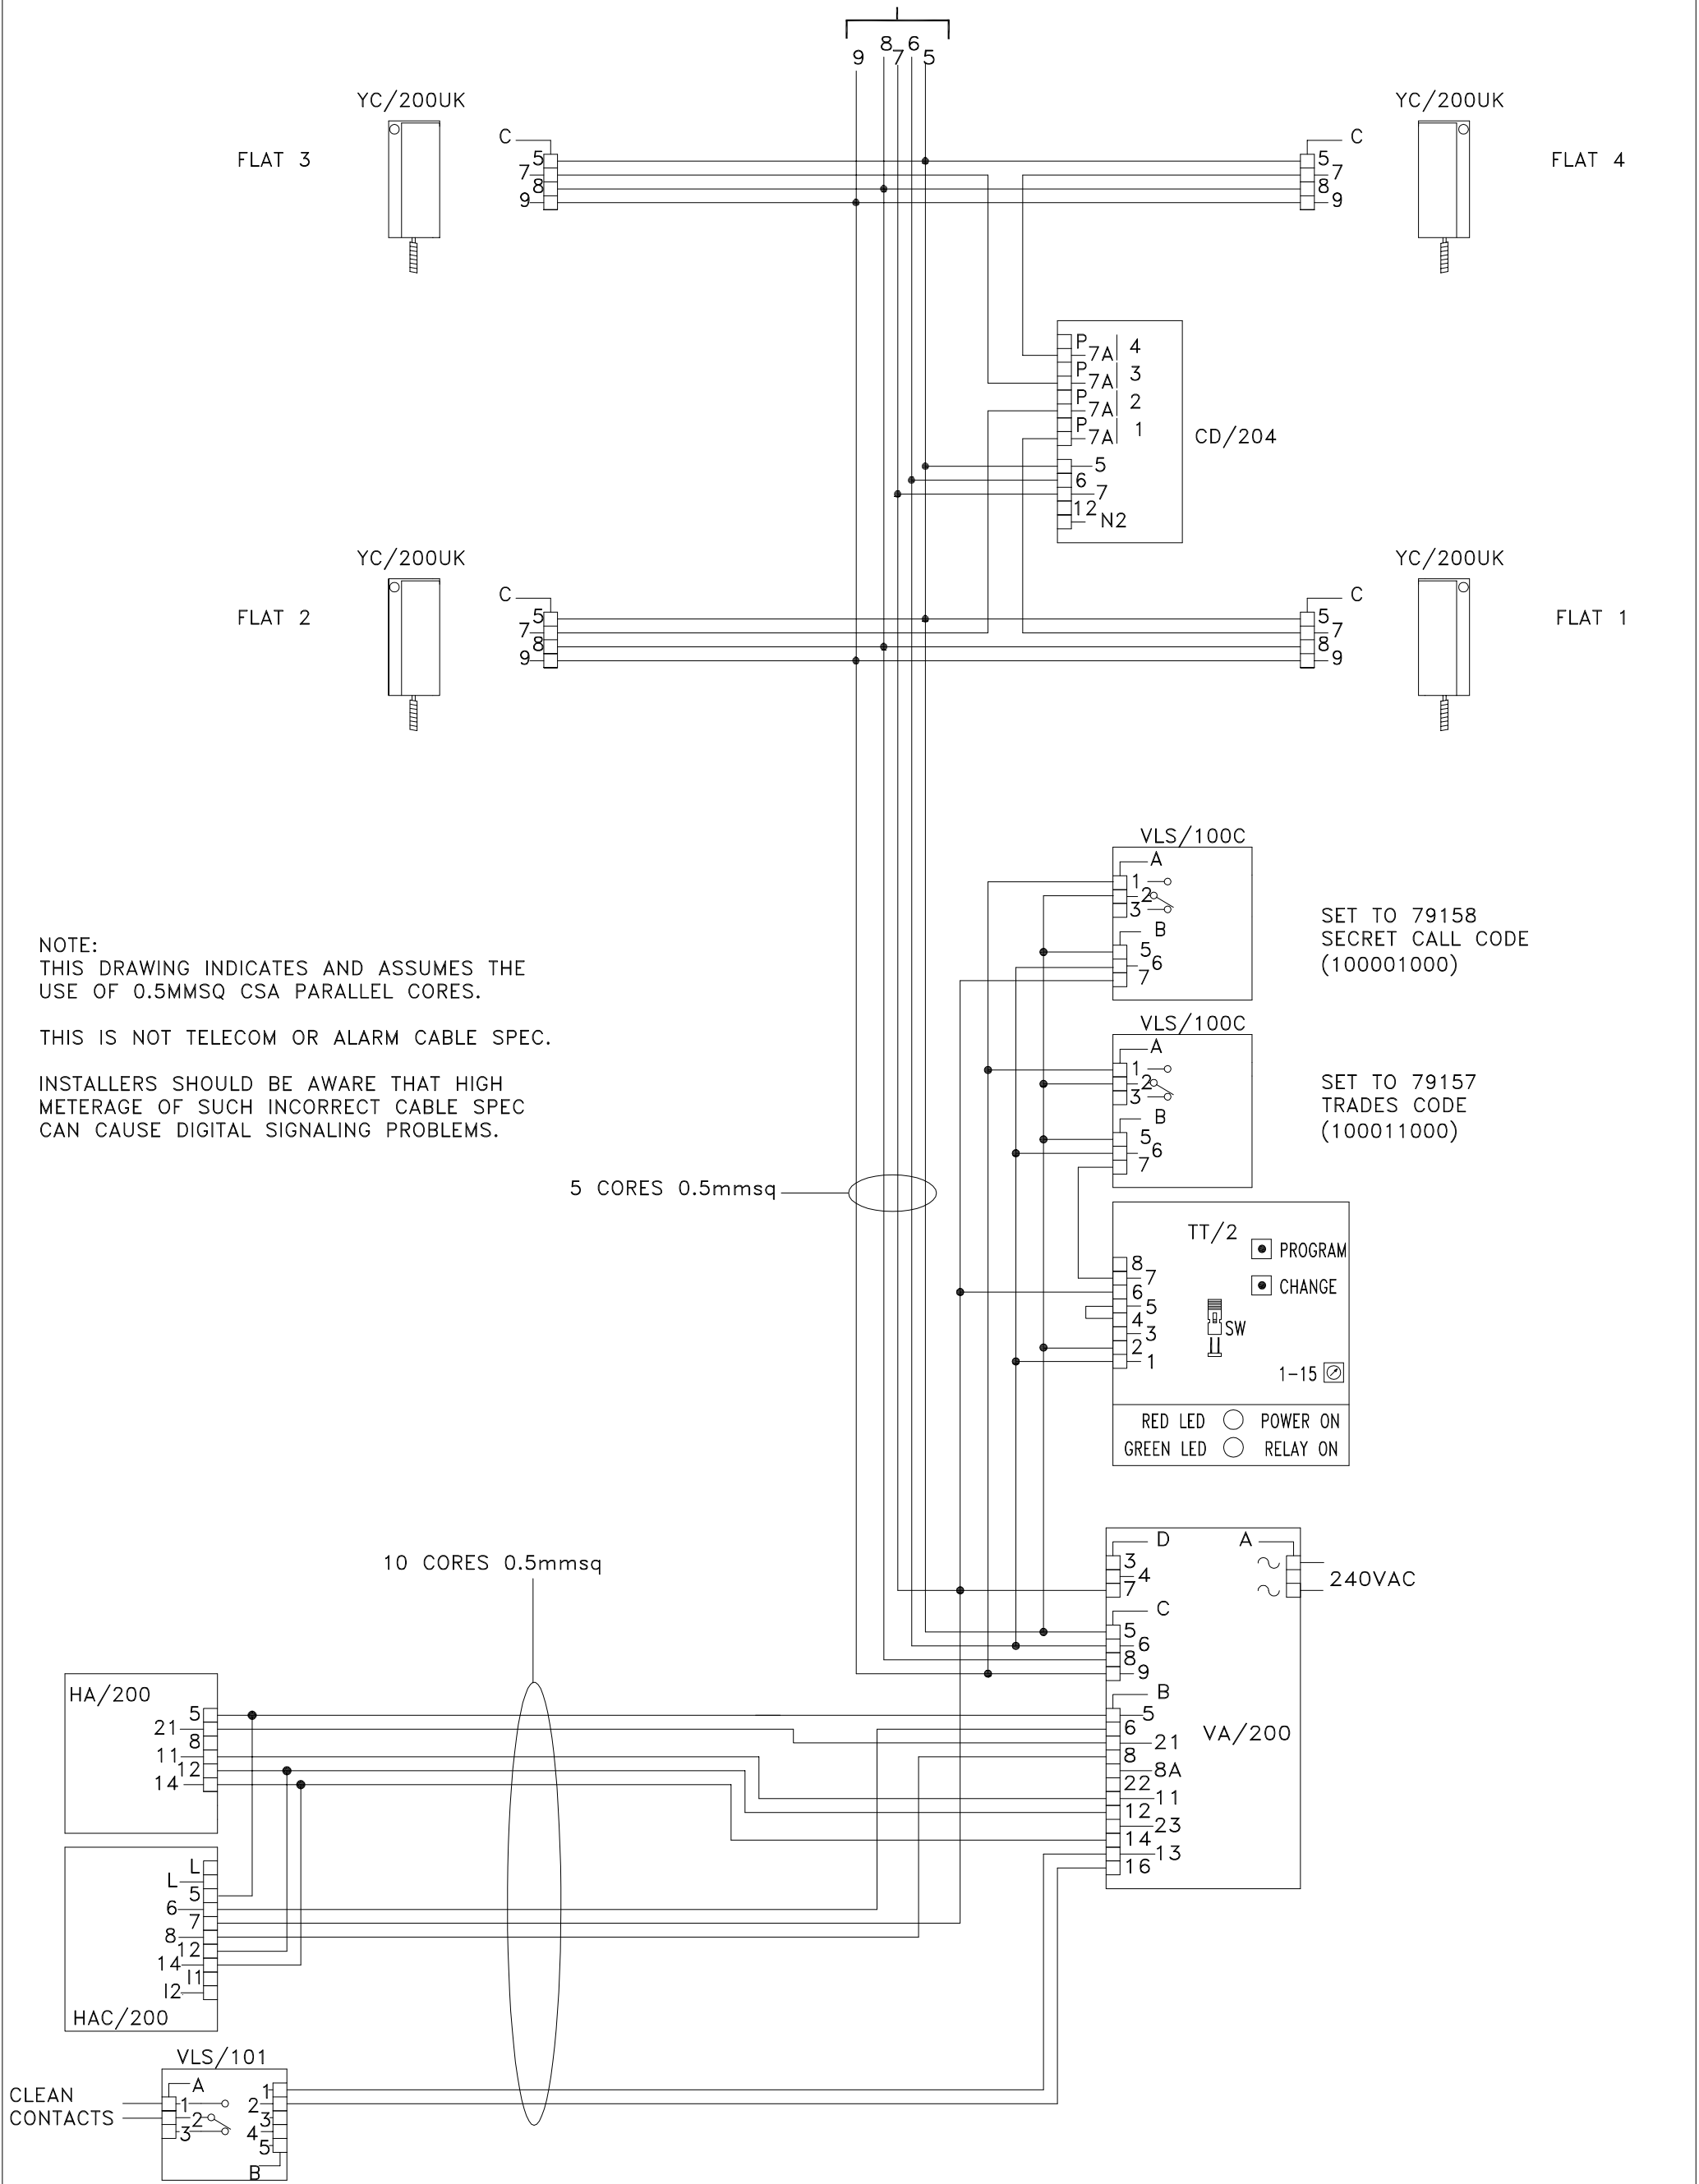 9 8 7 6 5
YC/200UK
YC/200UK
FLAT 3
C
5
7
8
9
C
5
7
8
9
FLAT 4
P
7A
4
P
7A
3
P
7A
2
P
7A
1
CD/204
5
6
7
12
N2
YC/200UK
YC/200UK
FLAT 2
C
5
7
8
9
C
5
7
8
9
FLAT 1
VLS/100C
A
1
2
3
B
5
6
7
SET TO 79158
SECRET CALL CODE
(100001000)
NOTE:
THIS DRAWING INDICATES AND ASSUMES THE
USE OF 0.5MMSQ CSA PARALLEL CORES.
THIS IS NOT TELECOM OR ALARM CABLE SPEC.
INSTALLERS SHOULD BE AWARE THAT HIGH
METERAGE OF SUCH INCORRECT CABLE SPEC
CAN CAUSE DIGITAL SIGNALING PROBLEMS.
VLS/100C
A
1
2
3
B
5
6
7
SET TO 79157
TRADES CODE
(100011000)
5 CORES 0.5mmsq
TT/2
PROGRAM
CHANGE
8
7
6
5
4
3
2
1
SW
1-15
RED LED POWER ON
GREEN LED RELAY ON
10 CORES 0.5mmsq
D
3
4
7
A
240VAC
C
5
6
8
9
B
5
6
21
8
8A
22
11
12
23
14
13
16
VA/200
HA/200
5
21
8
11
12
14
L
L
5
6
7
8
12
14
I1
I2
HAC/200
VLS/101
CLEAN
CONTACTS
A
1
2
3
1
2
3
4
5
B